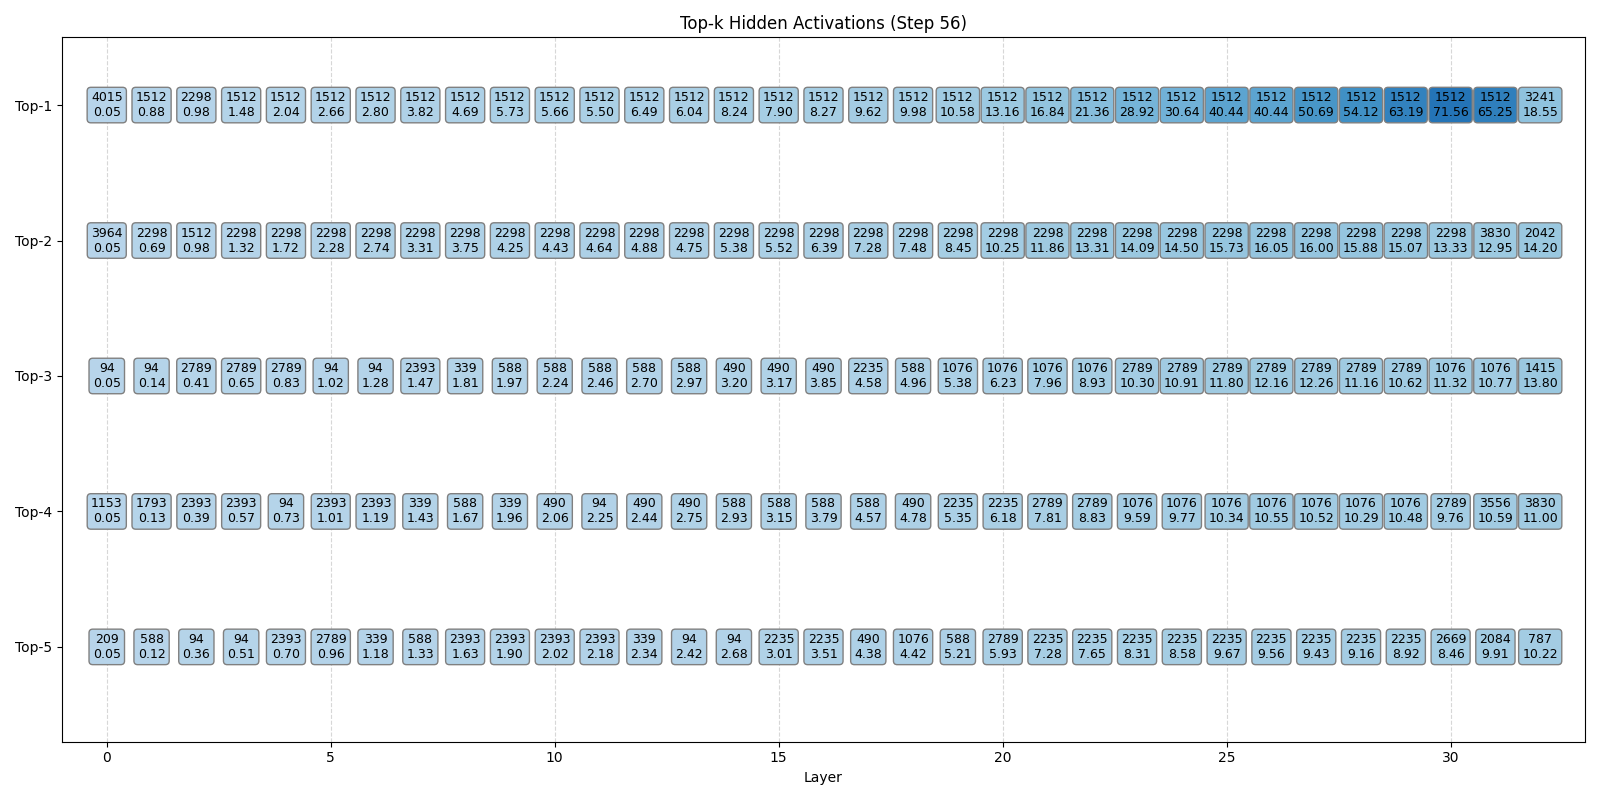 Top-k Hidden Activations (Step 56)
Top-1 4015 1512 2298 1512 1512 1512 1512 1512 1512 1512 1512 1512 1512 1512 1512 1512 1512 1512 1512 1512 1512 1512 1512 1512 1512 1512 1512 1512 1512 1512 1512 1512 3241
0.05 0.88 0.98 1.48 2.04 2.66 2.80 3.82 4.69 5.73 5.66 5.50 6.49 6.04 8.24 7.90 8.27 9.62 9.98 10.58 13.16 16.84 21.36 28.92 30.64 40.44 40.44 50.69 54.12 63.19 71.56 65.25 18.55
Top-2 3964 2298 1512 2298 2298 2298 2298 2298 2298 2298 2298 2298 2298 2298 2298 2298 2298 2298 2298 2298 2298 2298 2298 2298 2298 2298 2298 2298 2298 2298 2298 3830 2042
0.05 0.69 0.98 1.32 1.72 2.28 2.74 3.31 3.75 4.25 4.43 4.64 4.88 4.75 5.38 5.52 6.39 7.28 7.48 8.45 10.25 11.86 13.31 14.09 14.50 15.73 16.05 16.00 15.88 15.07 13.33 12.95 14.20
Top-3 94 94 2789 2789 2789 94 94 2393 339 588 588 588 588 588 490 490 490 2235 588 1076 1076 1076 1076 2789 2789 2789 2789 2789 2789 2789 1076 1076 1415
0.05 0.14 0.41 0.65 0.83 1.02 1.28 1.47 1.81 1.97 2.24 2.46 2.70 2.97 3.20 3.17 3.85 4.58 4.96 5.38 6.23 7.96 8.93 10.30 10.91 11.80 12.16 12.26 11.16 10.62 11.32 10.77 13.80
Top-4 1153 1793 2393 2393 94 2393 2393 339 588 339 490 94 490 490 588 588 588 588 490 2235 2235 2789 2789 1076 1076 1076 1076 1076 1076 1076 2789 3556 3830
0.05 0.13 0.39 0.57 0.73 1.01 1.19 1.43 1.67 1.96 2.06 2.25 2.44 2.75 2.93 3.15 3.79 4.57 4.78 5.35 6.18 7.81 8.83 9.59 9.77 10.34 10.55 10.52 10.29 10.48 9.76 10.59 11.00
Top-5 209 588 94 94 2393 2789 339 588 2393 2393 2393 2393 339 94 94 2235 2235 490 1076 588 2789 2235 2235 2235 2235 2235 2235 2235 2235 2235 2669 2084 787
0.05 0.12 0.36 0.51 0.70 0.96 1.18 1.33 1.63 1.90 2.02 2.18 2.34 2.42 2.68 3.01 3.51 4.38 4.42 5.21 5.93 7.28 7.65 8.31 8.58 9.67 9.56 9.43 9.16 8.92 8.46 9.91 10.22
0 5 10 15 20 25 30
Layer